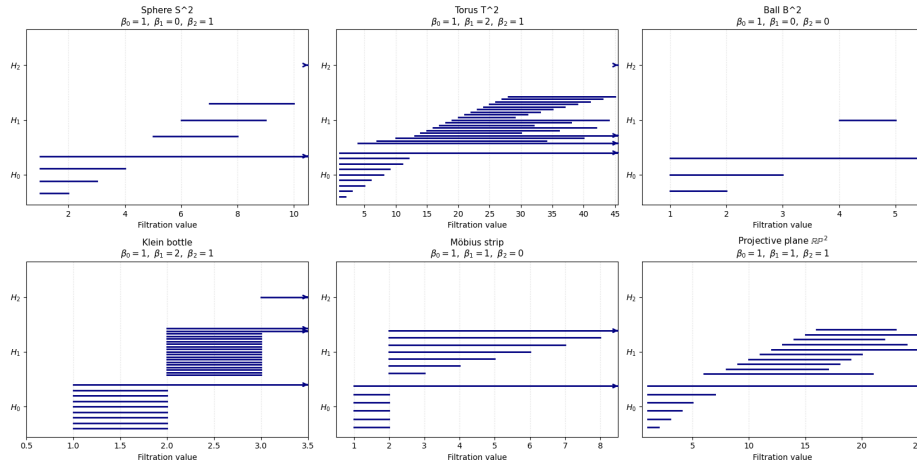 Sphere S^2
β₀ = 1, β₁ = 0, β₂ = 1
H₂
H₁
H₀
2 4 6 8 10
Filtration value
Torus T^2
β₀ = 1, β₁ = 2, β₂ = 1
H₂
H₁
H₀
5 10 15 20 25 30 35 40 45
Filtration value
Ball B^2
β₀ = 1, β₁ = 0, β₂ = 0
H₂
H₁
H₀
1 2 3 4 5
Filtration value
Klein bottle
β₀ = 1, β₁ = 2, β₂ = 1
H₂
H₁
H₀
0.5 1.0 1.5 2.0 2.5 3.0 3.5
Filtration value
Möbius strip
β₀ = 1, β₁ = 1, β₂ = 0
H₂
H₁
H₀
1 2 3 4 5 6 7 8
Filtration value
Projective plane ℝℙ²
β₀ = 1, β₁ = 1, β₂ = 1
H₂
H₁
H₀
5 10 15 20
Filtration value